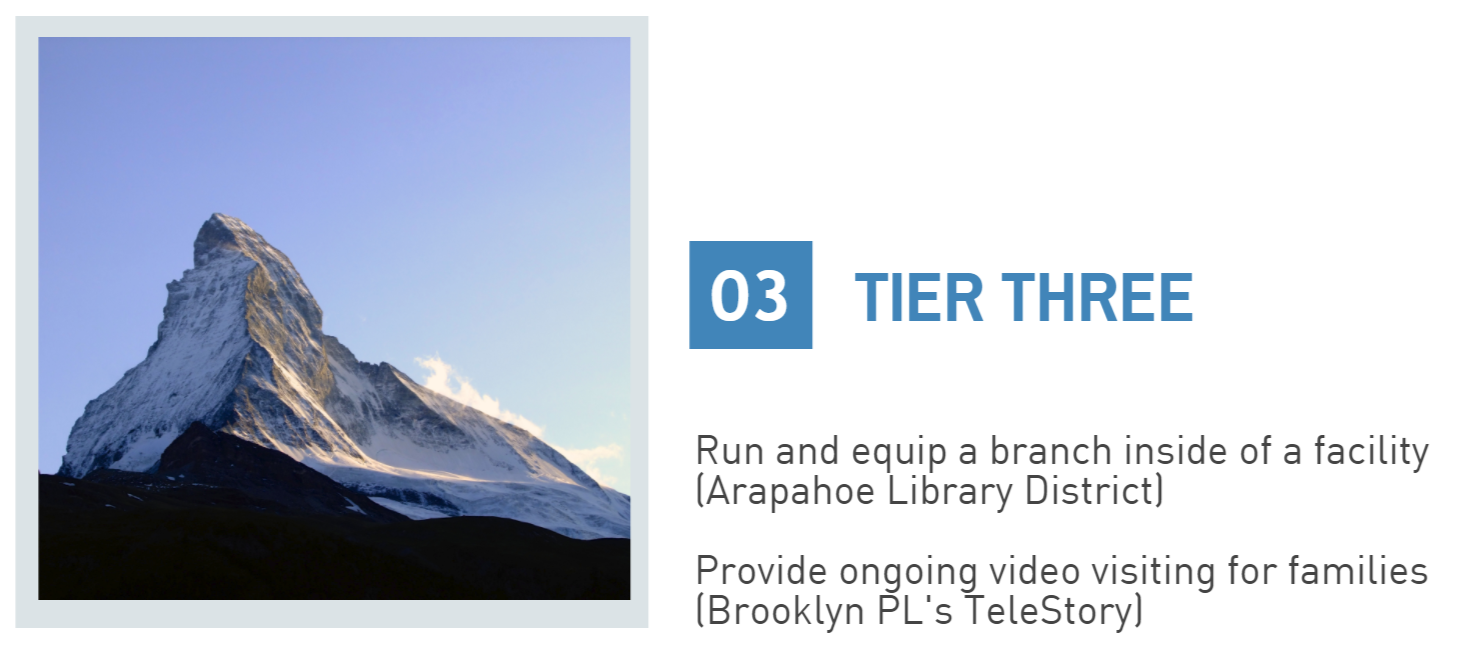 03 TIER THREE
Run and equip a branch inside of a facility
(Arapahoe Library District)
Provide ongoing video visiting for families
(Brooklyn PL's TeleStory)